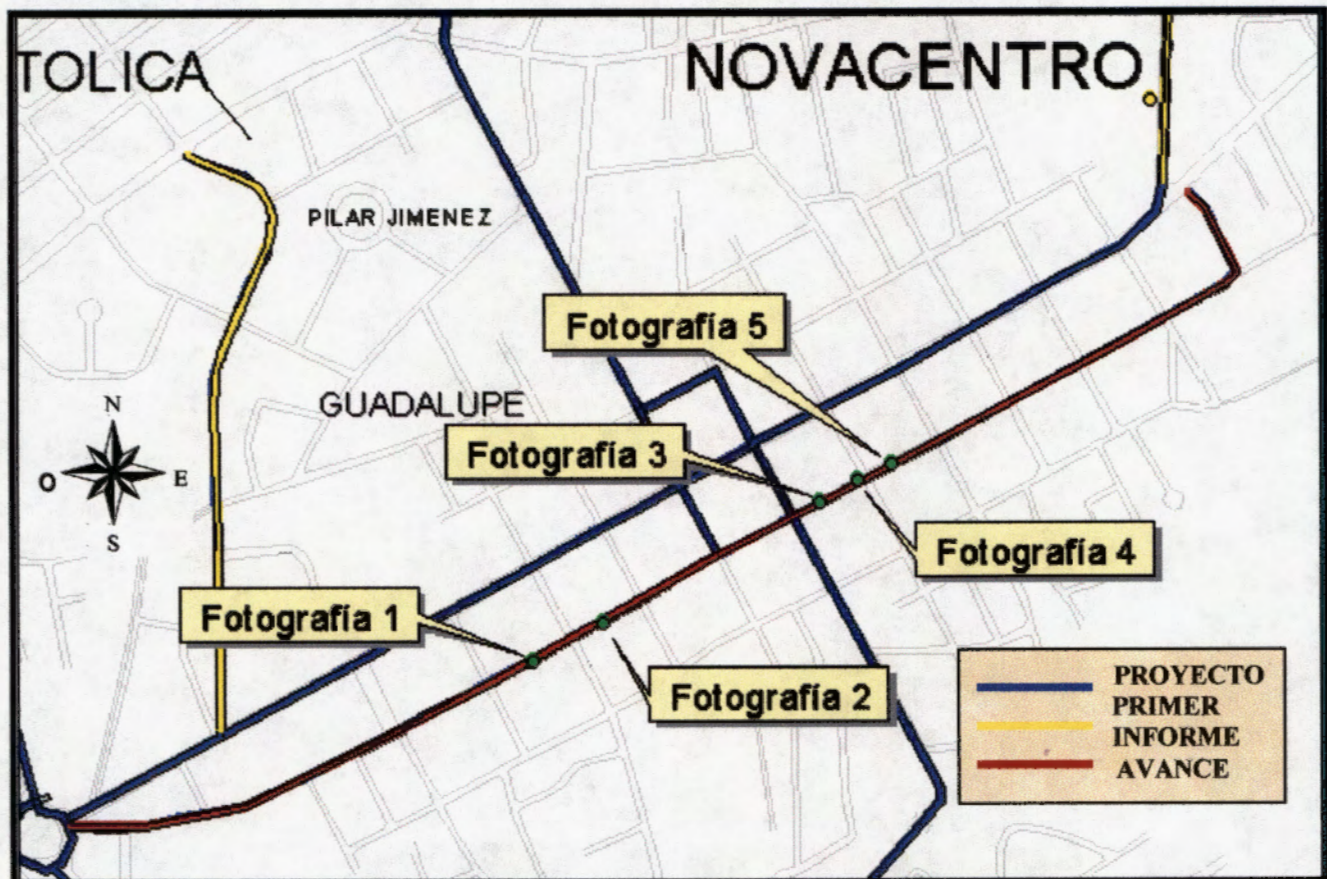 TOLICA
NOVACENTRO
PILAR JIMENEZ
Fotografía 5
GUADALUPE
N
Fotografía 3
O
E
S
Fotografía 4
Fotografía 1
Fotografía 2
PROYECTO
PRIMER
INFORME
AVANCE